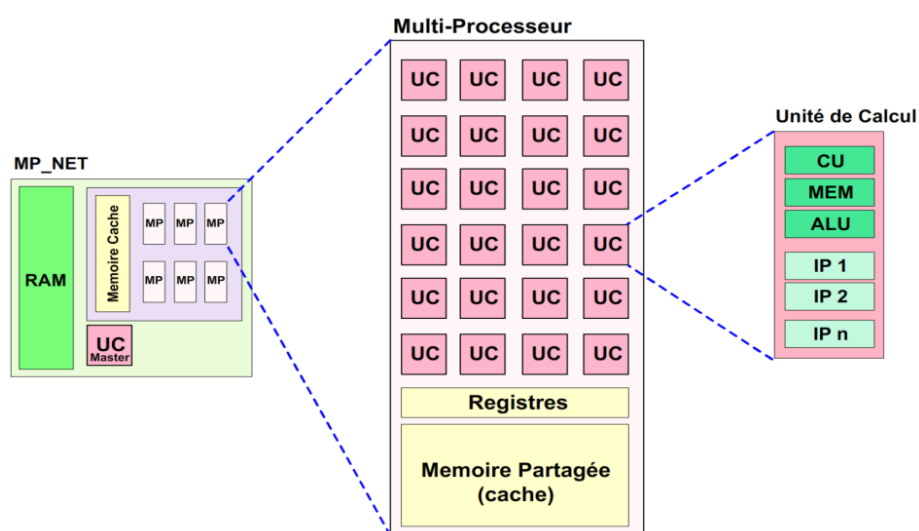 Multi-Processeur
UC UC UC UC
UC UC UC UC
UC UC UC UC
UC UC UC UC
UC UC UC UC
UC UC UC UC
Registres
Memoire Partagée
(cache)
MP_NET
RAM
Memoire Cache
MP MP MP
MP MP MP
UC
Master
Unité de Calcul
CU
MEM
ALU
IP 1
IP 2
IP n